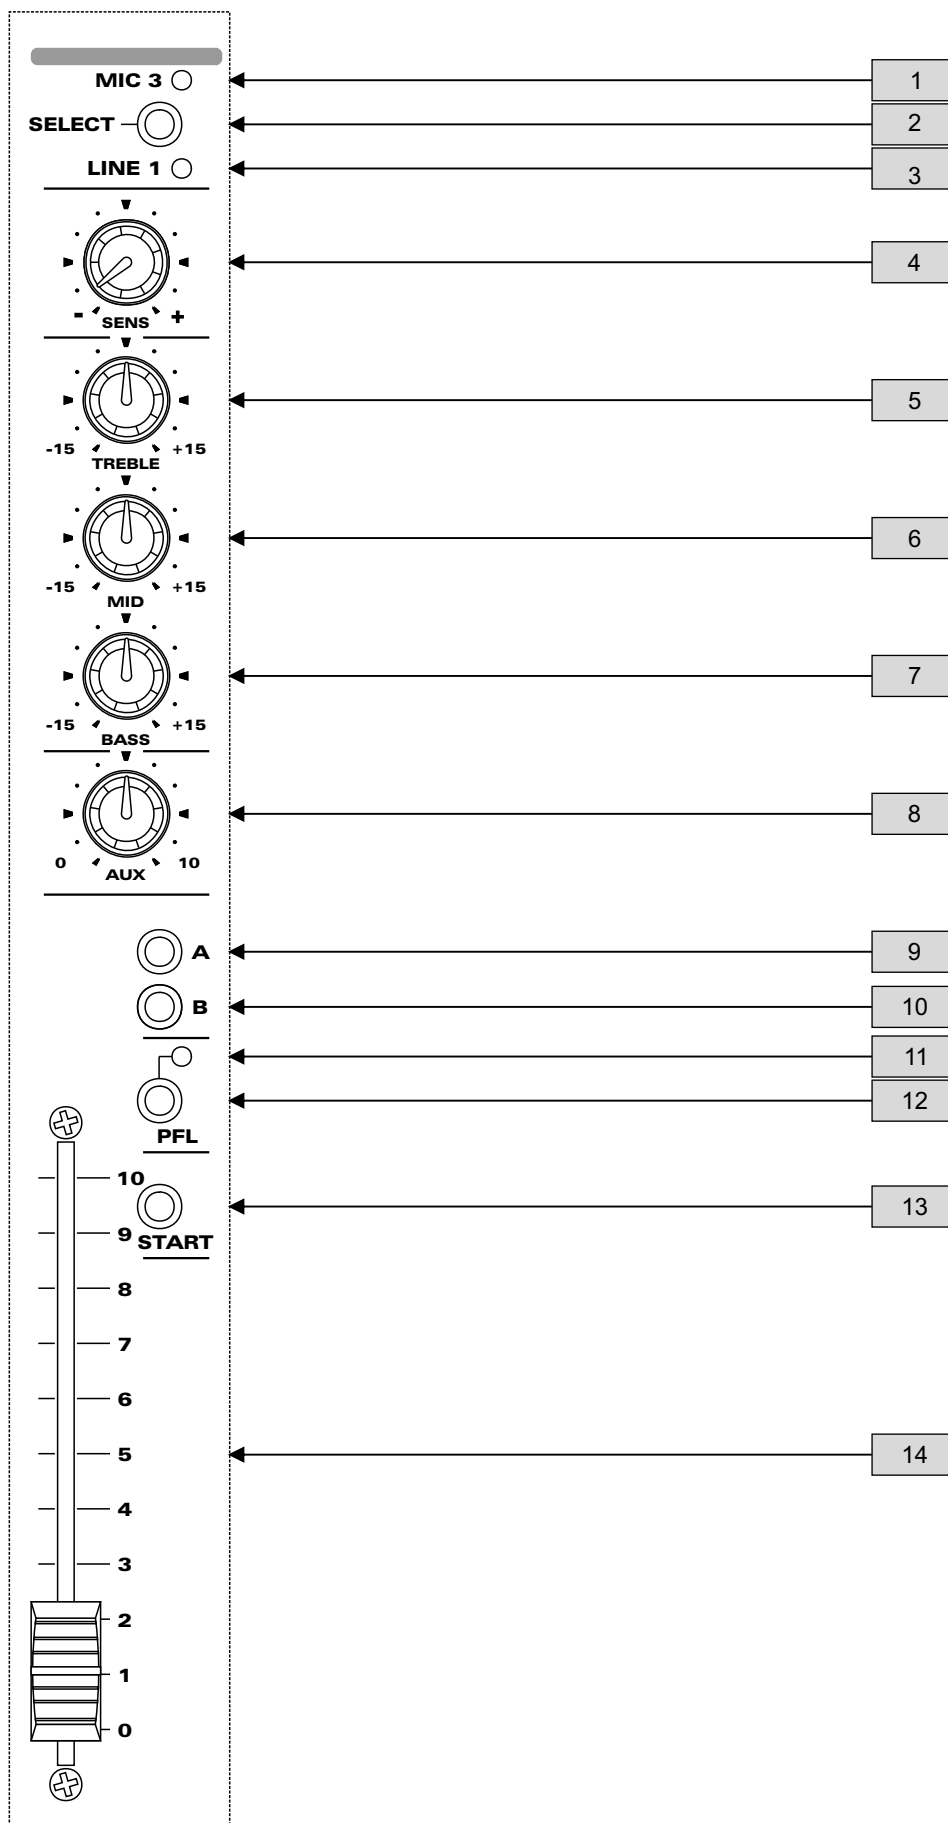 MIC 3 1
SELECT 2
LINE 1 3
4
- SENS +
5
-15 +15
TREBLE
6
-15 +15
MID
7
-15 +15
BASS
8
0 10
AUX
A 9
B 10
11
12
PFL
10
13
9 START
8
7
6
5 14
4
3
2
1
0